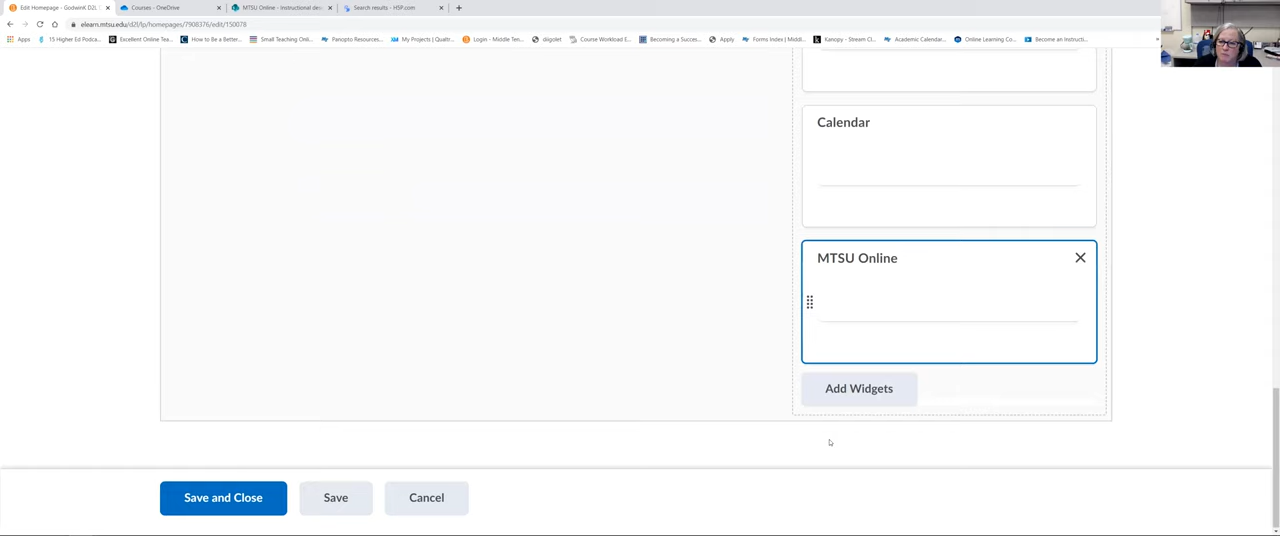 Edit Homepage - GodwinK D2L S
Courses - OneDrive
MTSU Online - Instructional des
Search results - H5P.com
elearn.mtsu.edu/d2l/lp/homepages/7908376/edit/150078
Apps
15 Higher Ed Podca...
Excellent Online Tea...
How to Be a Better...
Small Teaching Onli...
Panopto Resources...
My Projects | Quattr...
Login - Middle Ten...
diigolet
Course Workload E...
Becoming a Succes...
Apply
Forms Index | Middl...
Kanopy - Stream Cl...
Academic Calendar...
Online Learning Co...
Become an Instructi...
Calendar
MTSU Online
Add Widgets
Save and Close
Save
Cancel